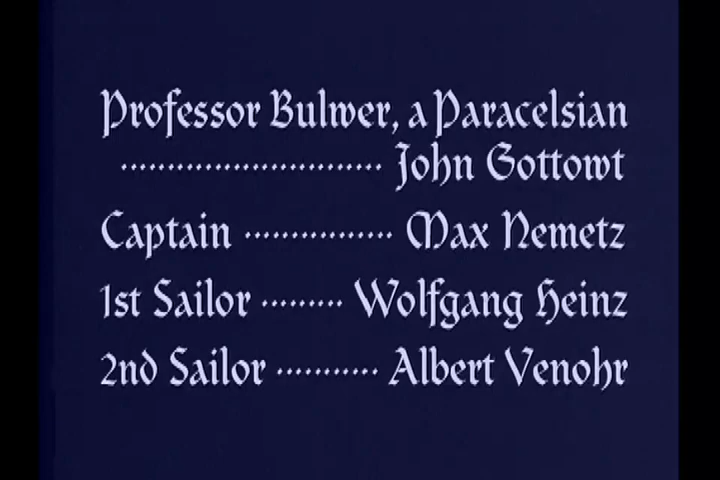 Professor Bulwer, a Paracelsian
............................ John Gottowt
Captain ................ Max Nemetz
1st Sailor ......... Wolfgang Heinz
2nd Sailor ........... Albert Venohr